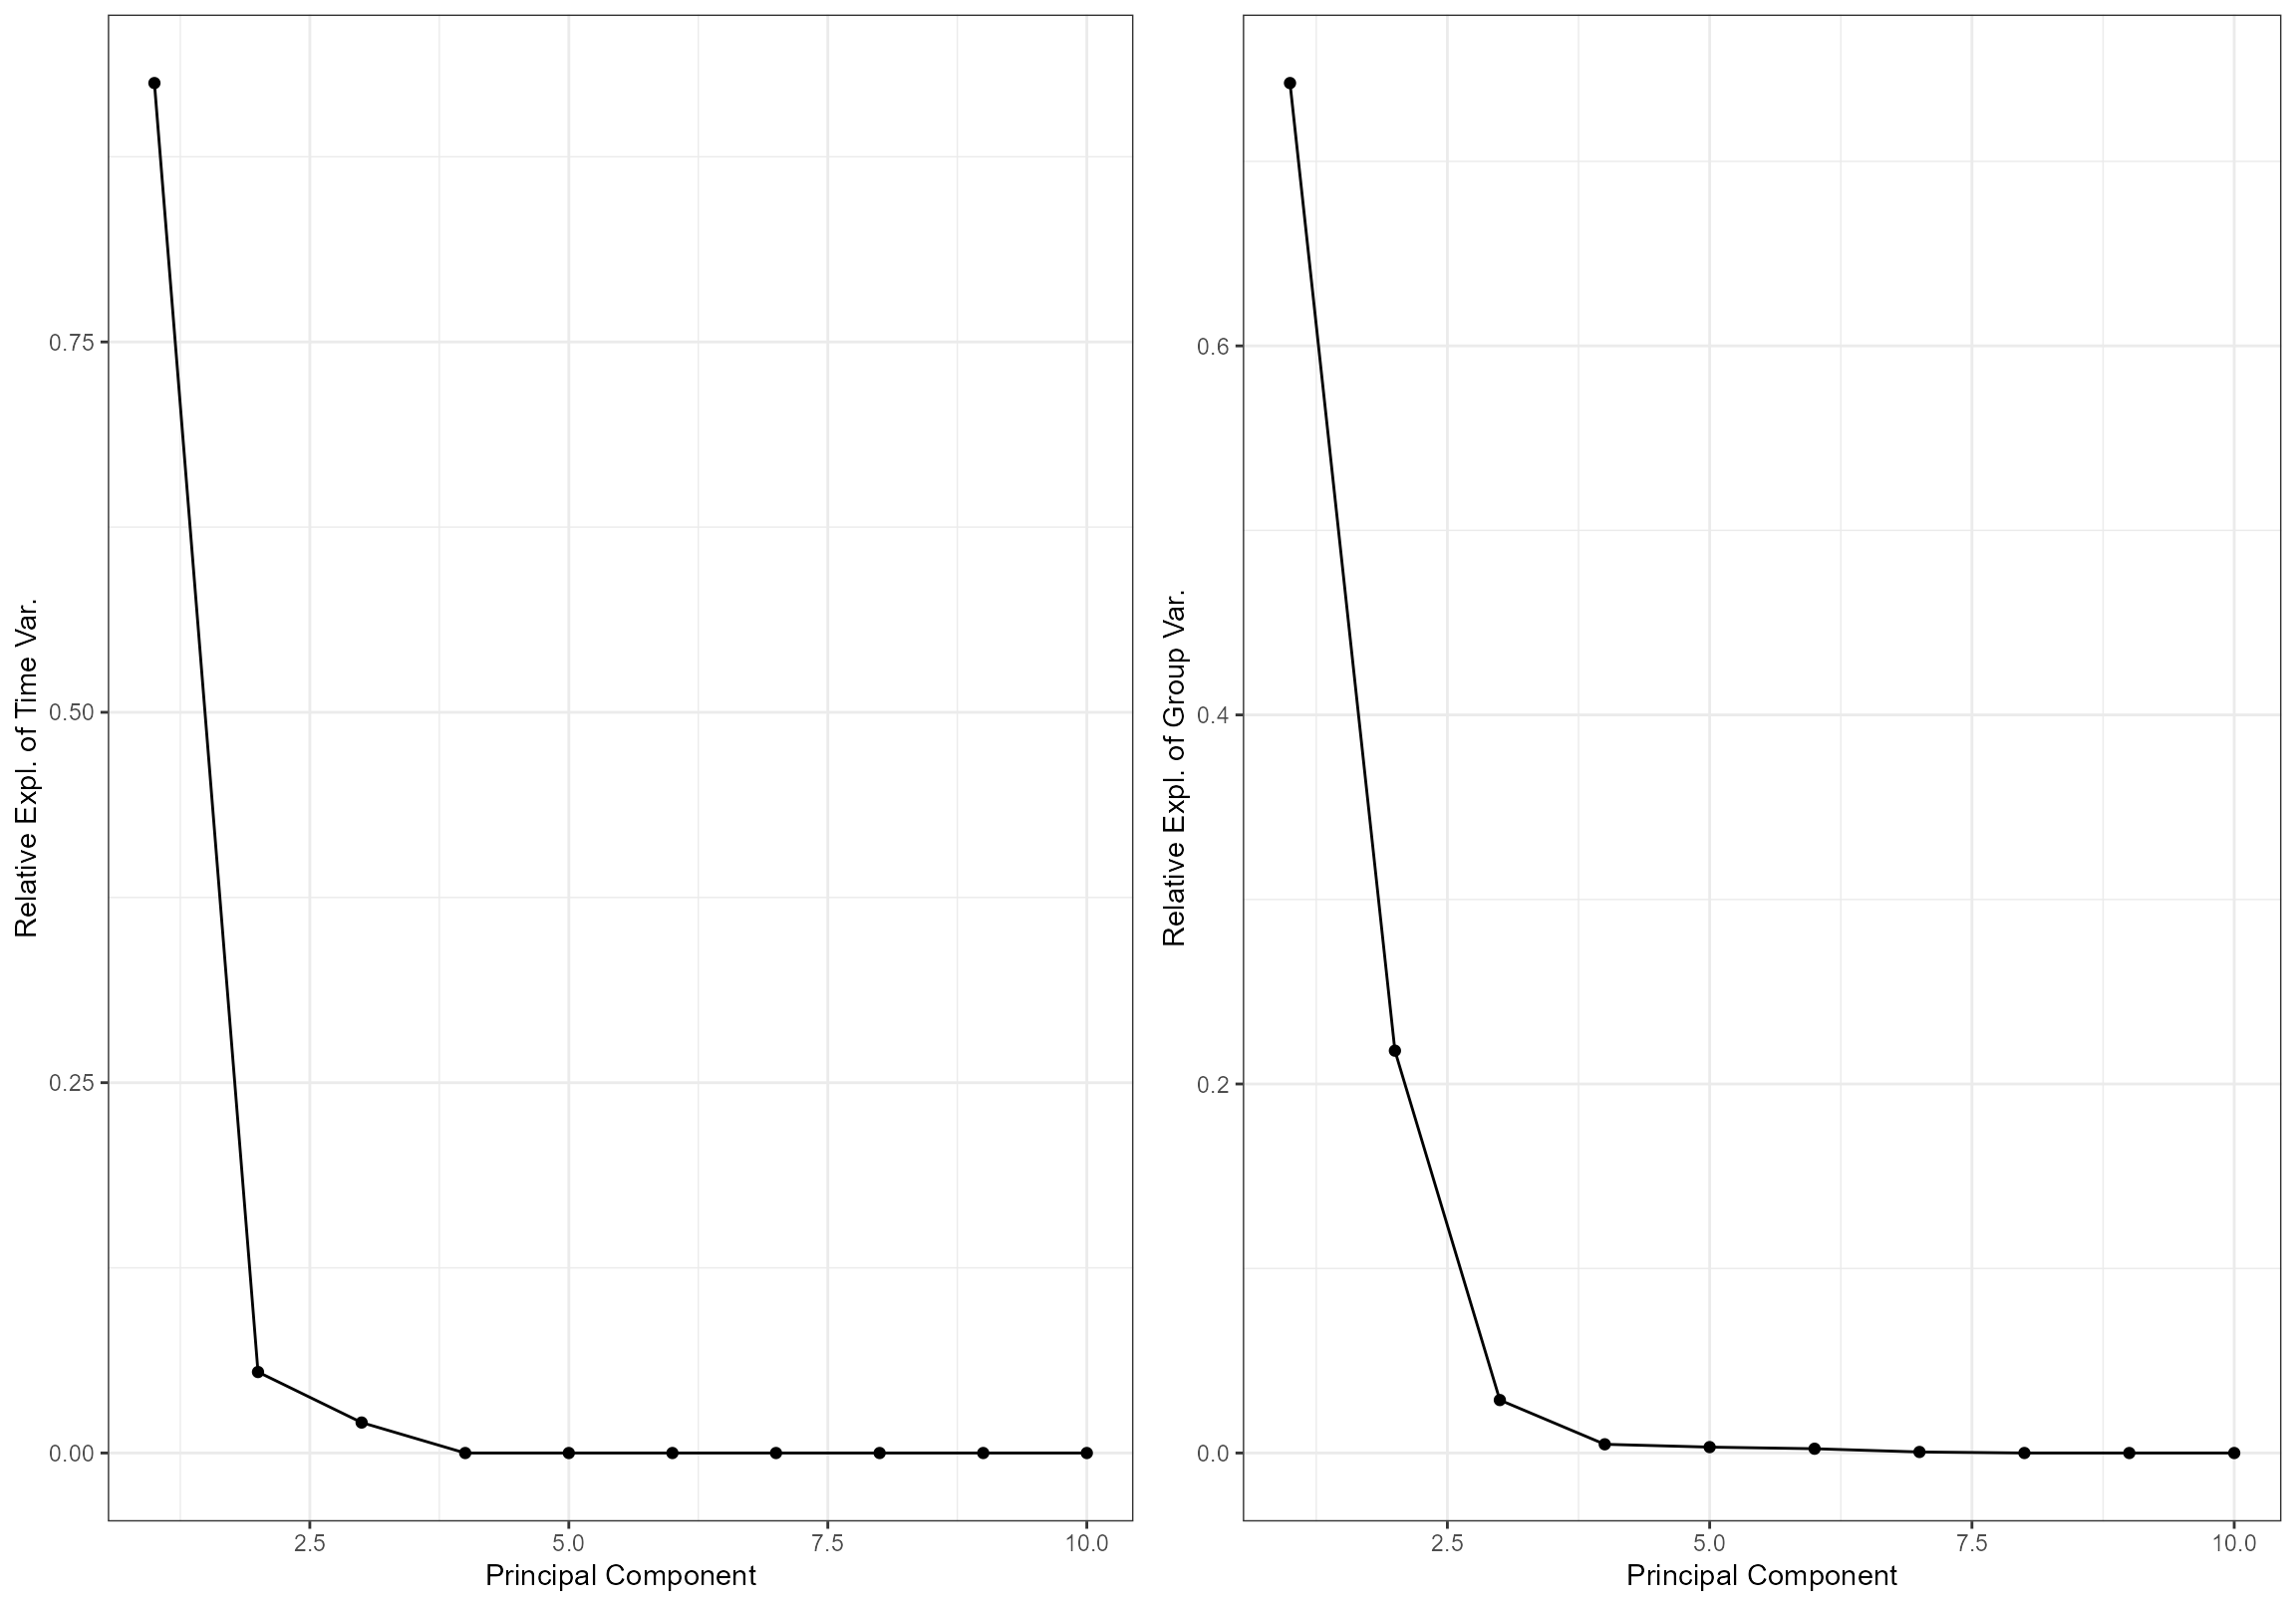 Relative Expl. of Time Var.
0.75
0.50
0.25
0.00
2.5 5.0 7.5 10.0
Principal Component
Relative Expl. of Group Var.
0.6
0.4
0.2
0.0
2.5 5.0 7.5 10.0
Principal Component